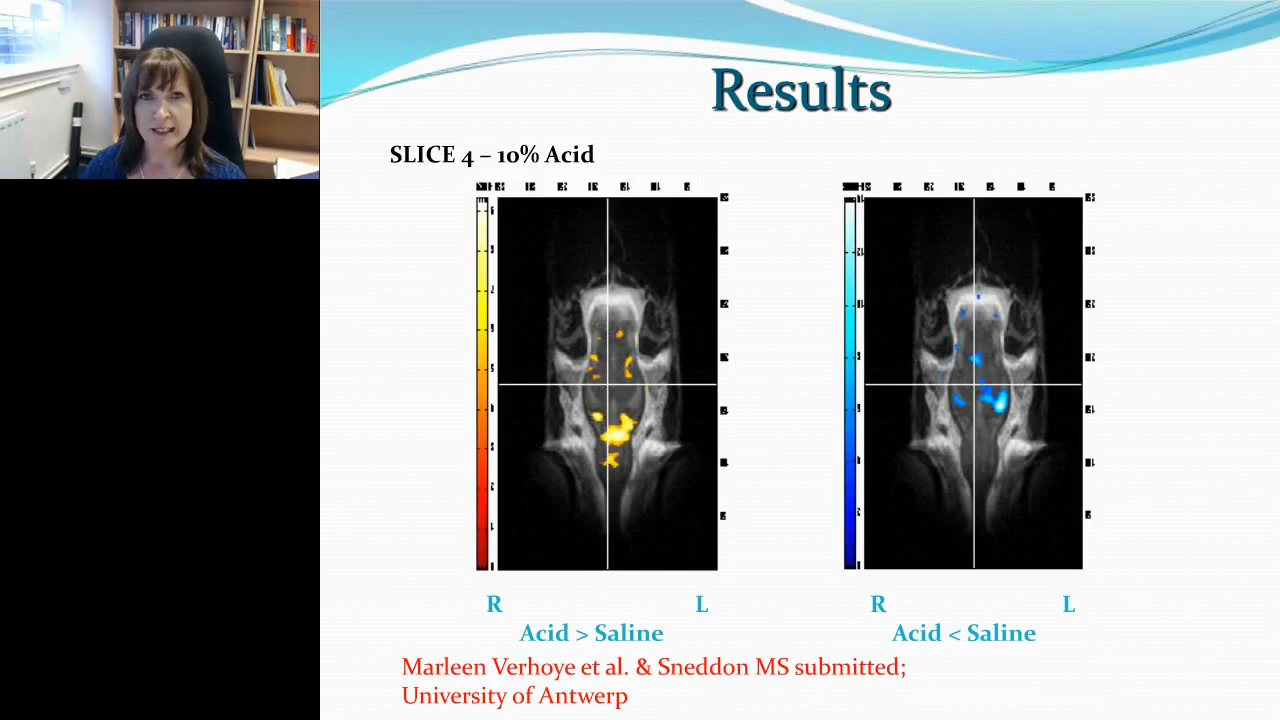 Results
SLICE 4 – 10% Acid
R
L
R
L
Acid > Saline
Acid < Saline
Marleen Verhoye et al. & Sneddon MS submitted;
University of Antwerp